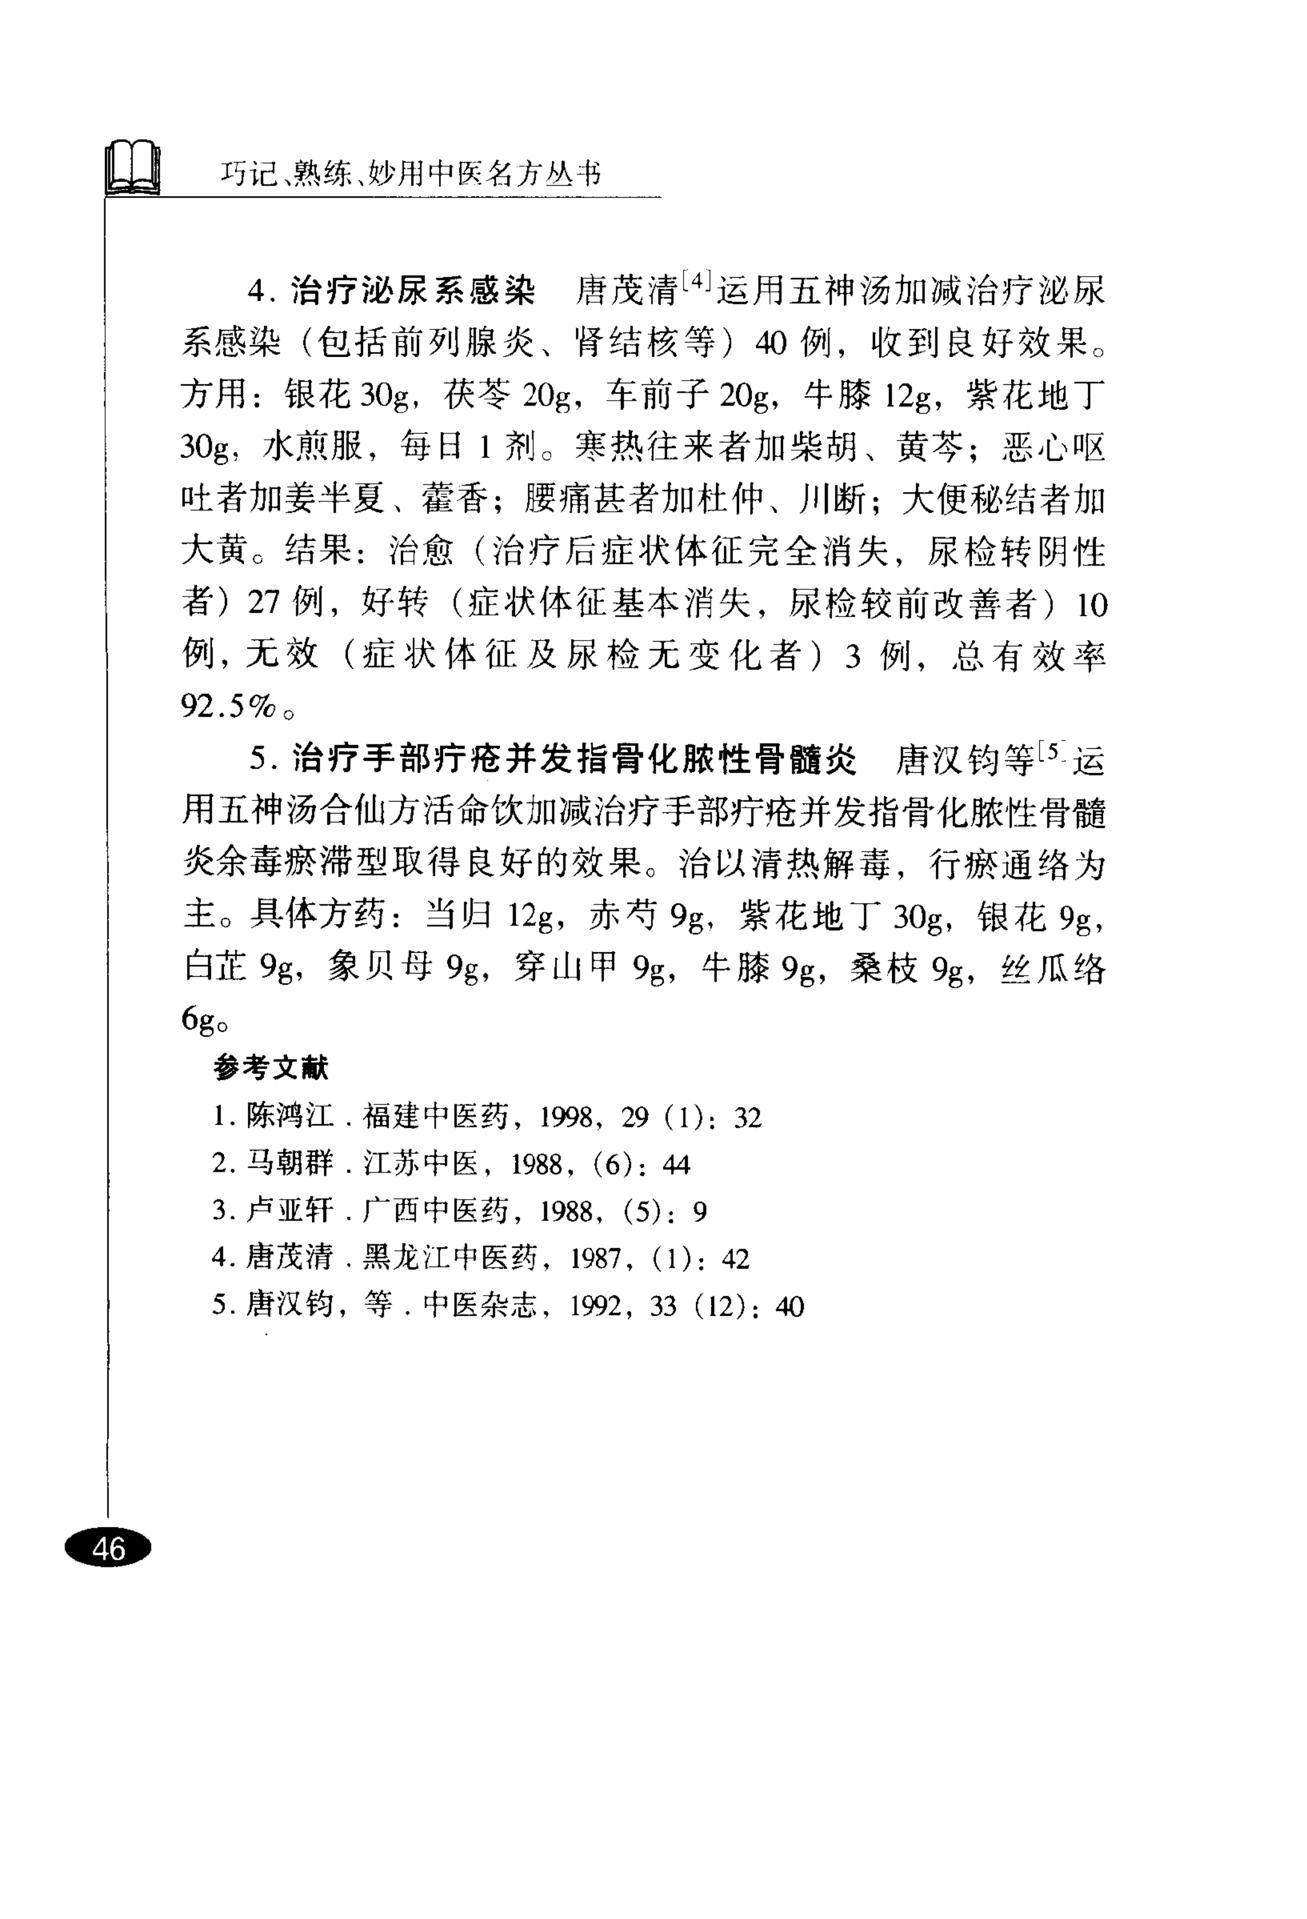 巧记、熟练、妙用中医名方丛书
4. 治疗泌尿系感染 唐茂清[4]运用五神汤加减治疗泌尿
系感染（包括前列腺炎、肾结核等）40 例，收到良好效果。
方用：银花 30g，茯苓 20g，车前子 20g，牛膝 12g，紫花地丁
30g，水煎服，每日 1 剂。寒热往来者加柴胡、黄芩；恶心呕
吐者加姜半夏、藿香；腰痛甚者加杜仲、川断；大便秘结者加
大黄。结果：治愈（治疗后症状体征完全消失，尿检转阴性
者）27 例，好转（症状体征基本消失，尿检较前改善者）10
例，无效（症状体征及尿检无变化者）3 例，总有效率
92.5%。
5. 治疗手部疔疮并发指骨化脓性骨髓炎 唐汉钧等[5]运
用五神汤合仙方活命饮加减治疗手部疔疮并发指骨化脓性骨髓
炎余毒瘀滞型取得良好的效果。治以清热解毒，行瘀通络为
主。具体方药：当归 12g，赤芍 9g，紫花地丁 30g，银花 9g，
白芷 9g，象贝母 9g，穿山甲 9g，牛膝 9g，桑枝 9g，丝瓜络
6g。
参考文献
1. 陈鸿江．福建中医药，1998，29（1）：32
2. 马朝群．江苏中医，1988，（6）：44
3. 卢亚轩．广西中医药，1988，（5）：9
4. 唐茂清．黑龙江中医药，1987，（1）：42
5. 唐汉钧，等．中医杂志，1992，33（12）：40
46